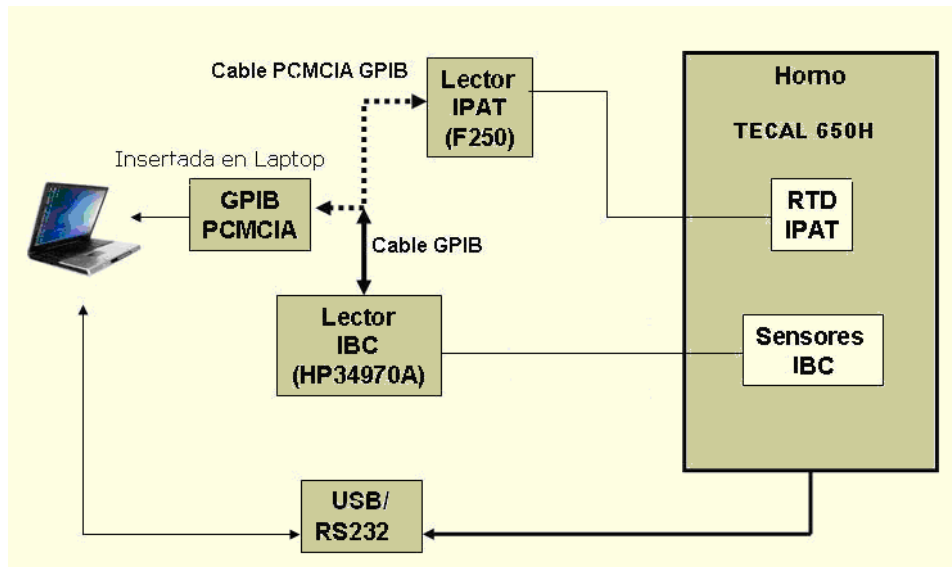 Cable PCMCIA GPIB
Lector
IPAT
(F250)
Horno
TECAL 650H
Insertada en Laptop
GPIB
PCMCIA
RTD
IPAT
Cable GPIB
Lector
IBC
(HP34970A)
Sensores
IBC
USB/
RS232